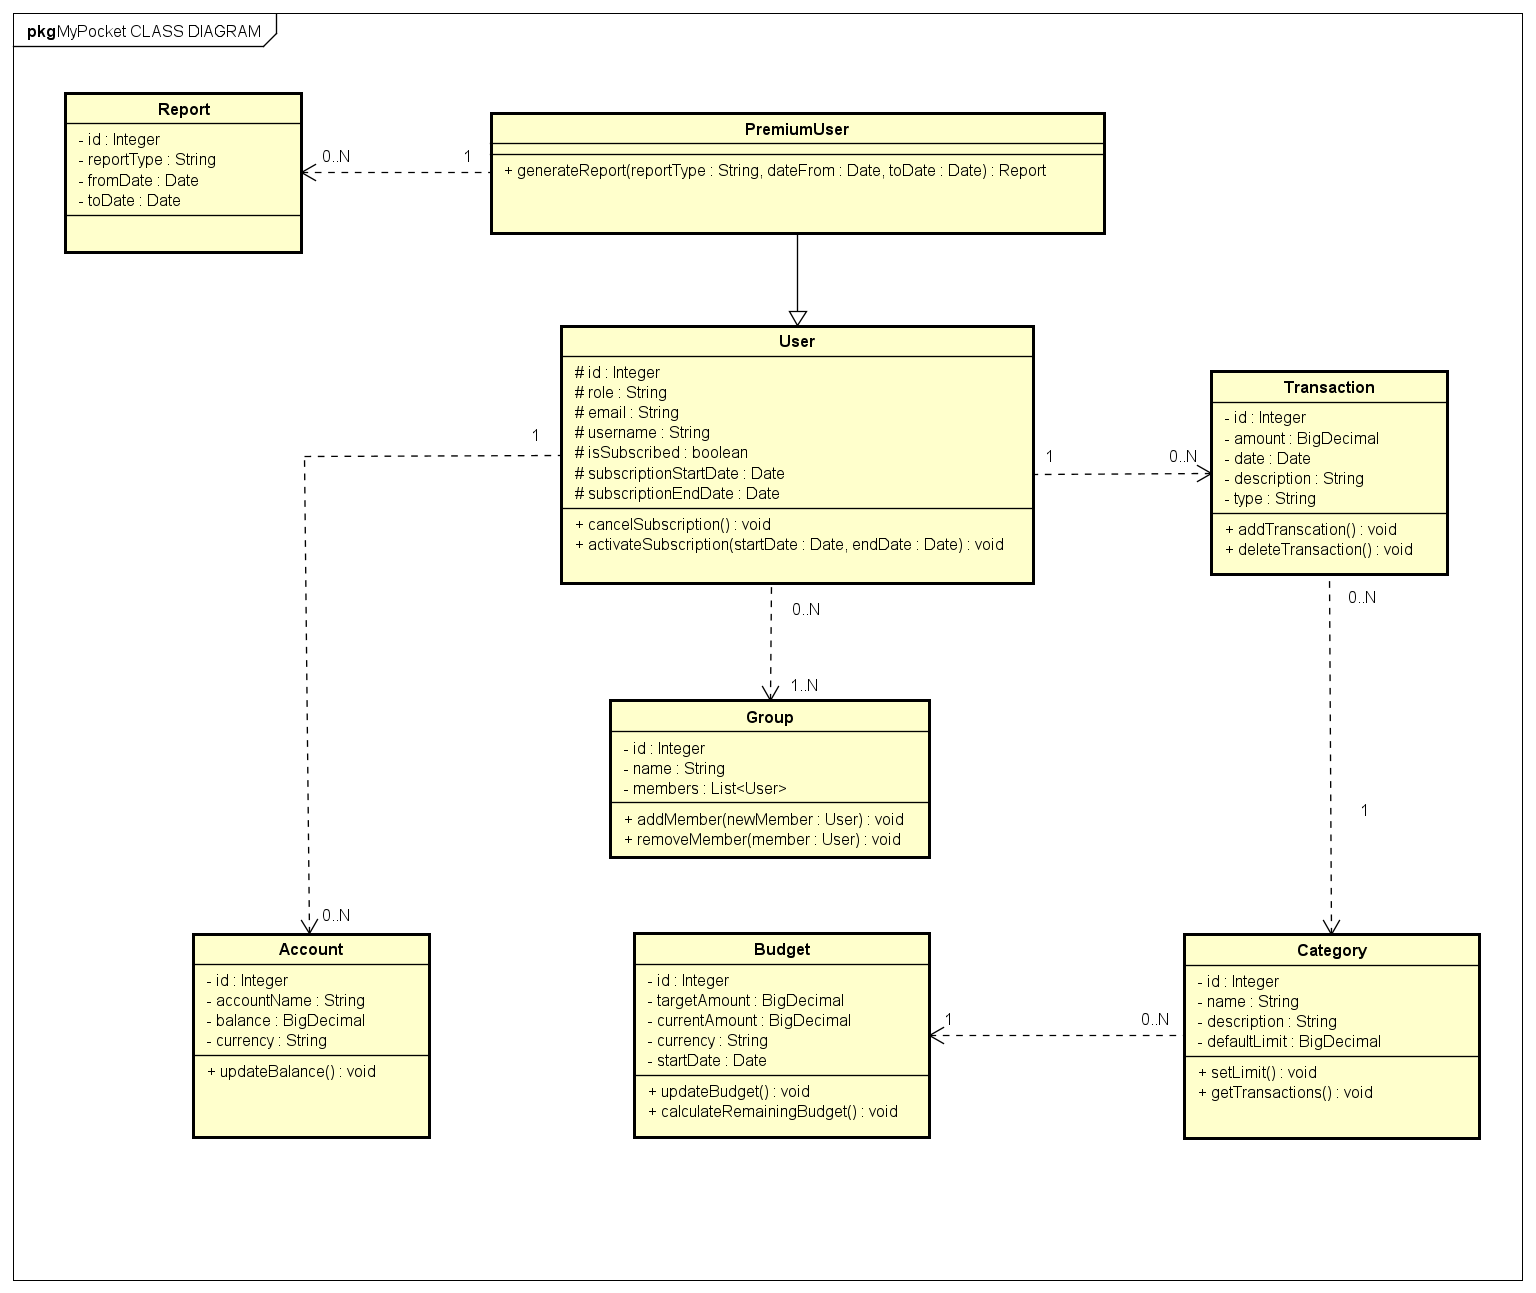 pkgMyPocket CLASS DIAGRAM
Report
- id : Integer
- reportType : String
- fromDate : Date
- toDate : Date
0..N
1
PremiumUser
+ generateReport(reportType : String, dateFrom : Date, toDate : Date) : Report
User
# id : Integer
# role : String
# email : String
# username : String
# isSubscribed : boolean
# subscriptionStartDate : Date
# subscriptionEndDate : Date
+ cancelSubscription() : void
+ activateSubscription(startDate : Date, endDate : Date) : void
1
1
0..N
Transaction
- id : Integer
- amount : BigDecimal
- date : Date
- description : String
- type : String
+ addTranscation() : void
+ deleteTransaction() : void
0..N
1..N
0..N
1
Group
- id : Integer
- name : String
- members : List<User>
+ addMember(newMember : User) : void
+ removeMember(member : User) : void
0..N
Account
- id : Integer
- accountName : String
- balance : BigDecimal
- currency : String
+ updateBalance() : void
Budget
- id : Integer
- targetAmount : BigDecimal
- currentAmount : BigDecimal
- currency : String
- startDate : Date
+ updateBudget() : void
+ calculateRemainingBudget() : void
1
0..N
Category
- id : Integer
- name : String
- description : String
- defaultLimit : BigDecimal
+ setLimit() : void
+ getTransactions() : void